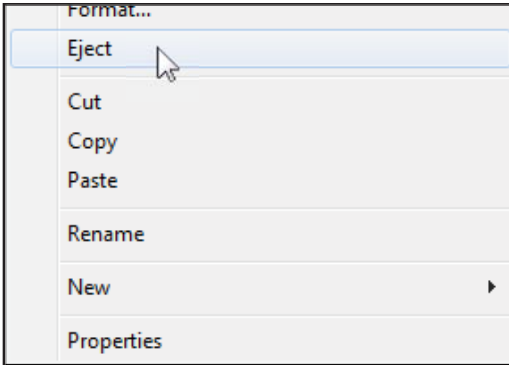 Format...
Eject
Cut
Copy
Paste
Rename
New
Properties